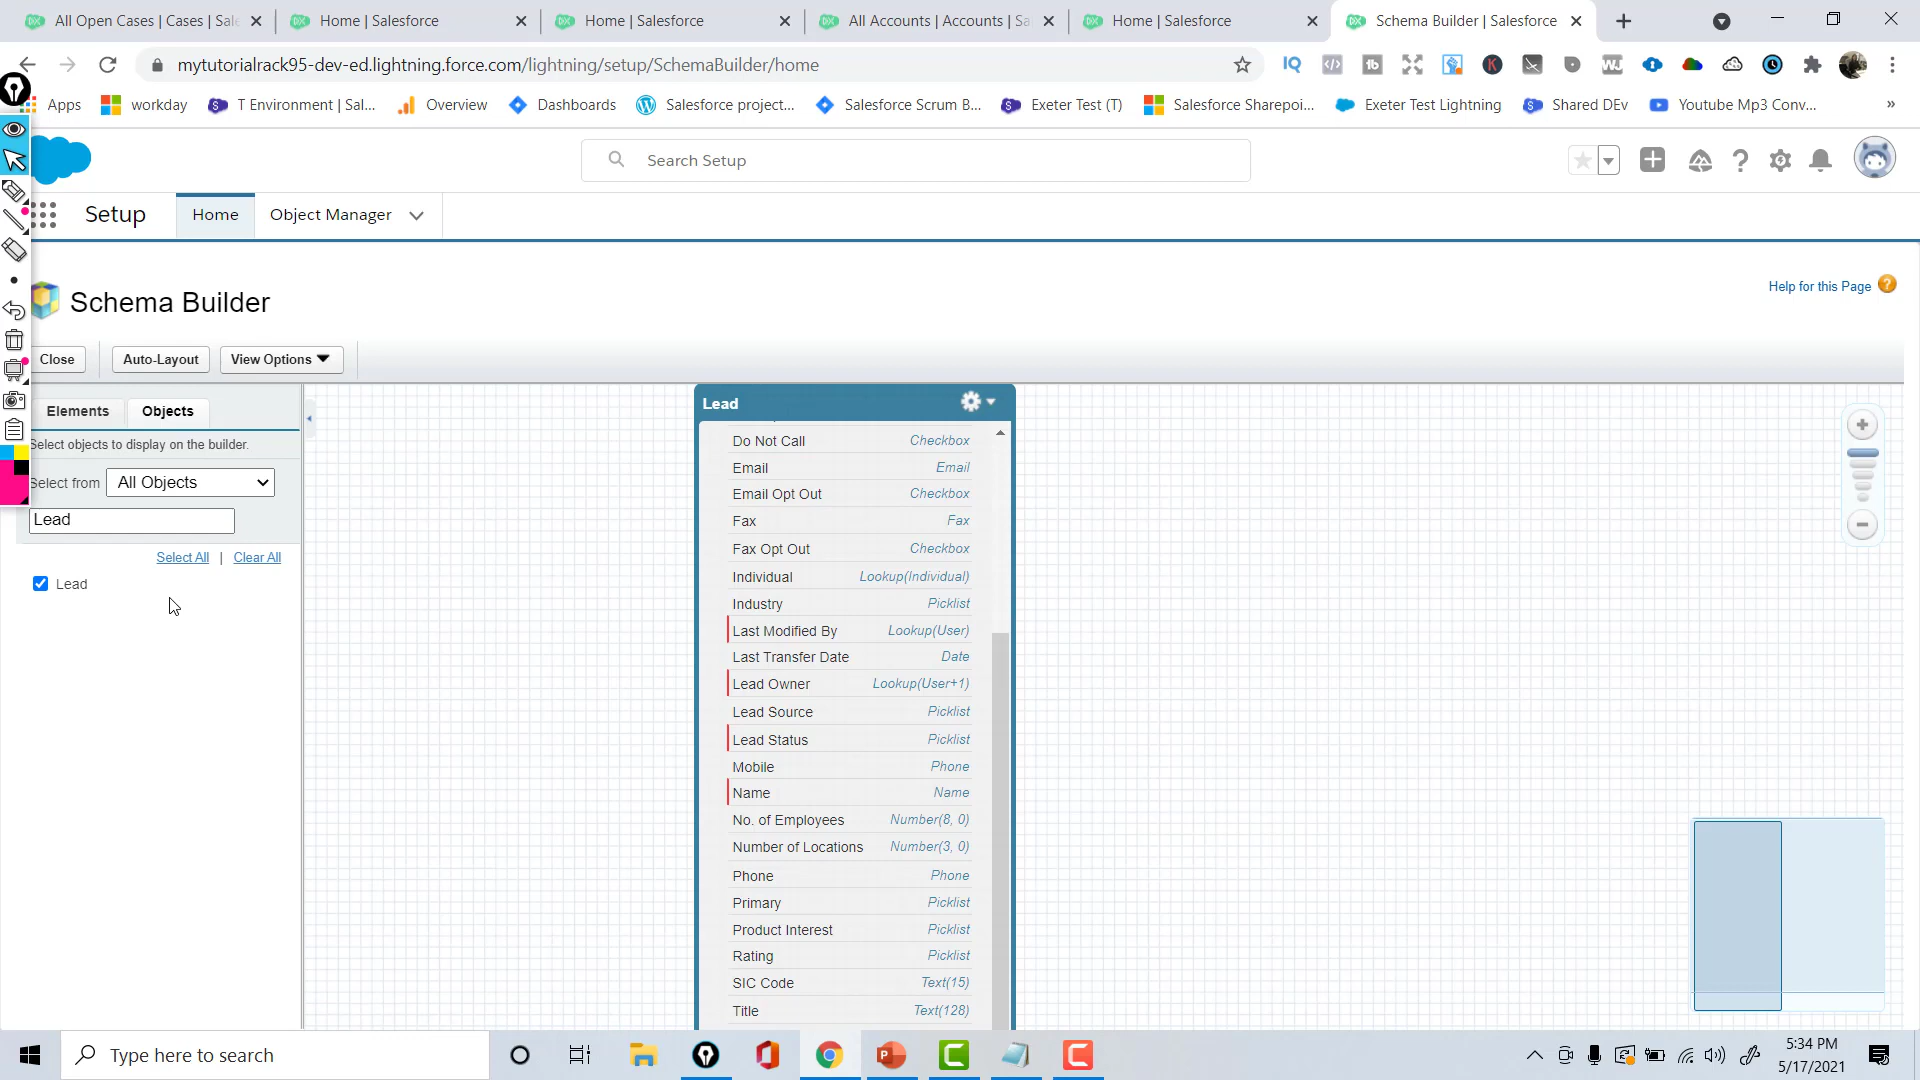 All Open Cases | Cases | Sale
Home | Salesforce
Home | Salesforce
All Accounts | Accounts | Sa
Home | Salesforce
Schema Builder | Salesforce
mytutorialrack95-dev-ed.lightning.force.com/lightning/setup/SchemaBuilder/home
Apps
workday
T Environment | Sal...
Overview
Dashboards
Salesforce project...
Salesforce Scrum B...
Exeter Test (T)
Salesforce Sharepoi...
Exeter Test Lightning
Shared DEv
Youtube Mp3 Conv...
»
Search Setup
Setup
Home
Object Manager
Schema Builder
Help for this Page
Close
Auto-Layout
View Options
Elements
Objects
Select objects to display on the builder.
Select from
All Objects
Lead
Select All | Clear All
Lead
Lead
Do Not Call Checkbox
Email Email
Email Opt Out Checkbox
Fax Fax
Fax Opt Out Checkbox
Individual Lookup(Individual)
Industry Picklist
Last Modified By Lookup(User)
Last Transfer Date Date
Lead Owner Lookup(User+1)
Lead Source Picklist
Lead Status Picklist
Mobile Phone
Name Name
No. of Employees Number(8, 0)
Number of Locations Number(3, 0)
Phone Phone
Primary Picklist
Product Interest Picklist
Rating Picklist
SIC Code Text(15)
Title Text(128)
Type here to search
5:34 PM
5/17/2021